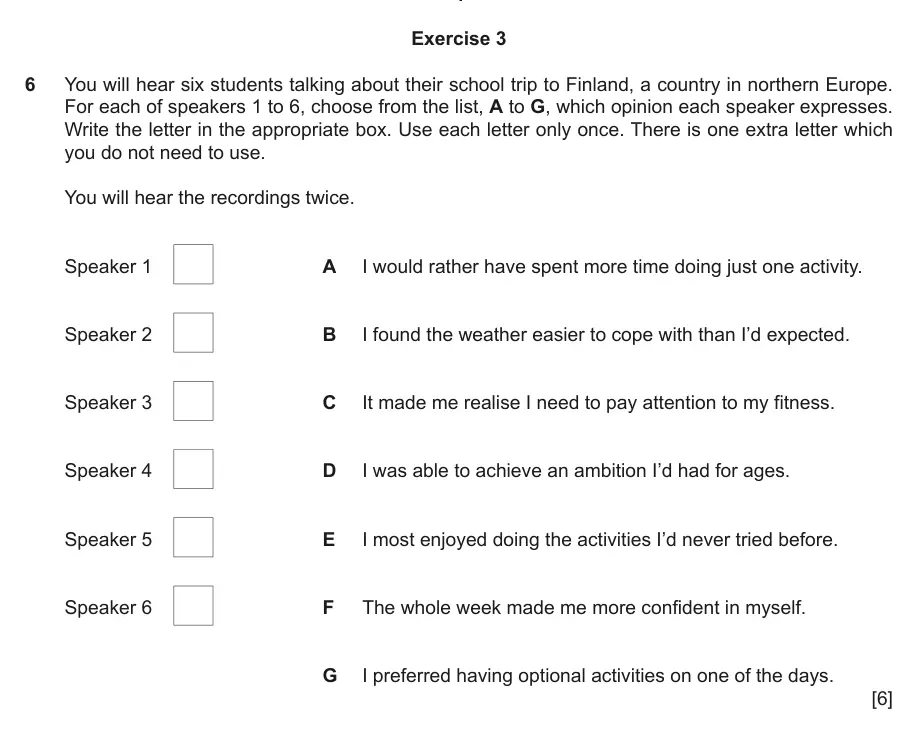 Exercise 3
6 You will hear six students talking about their school trip to Finland, a country in northern Europe.
For each of speakers 1 to 6, choose from the list, A to G, which opinion each speaker expresses.
Write the letter in the appropriate box. Use each letter only once. There is one extra letter which
you do not need to use.
You will hear the recordings twice.
Speaker 1 A I would rather have spent more time doing just one activity.
Speaker 2 B I found the weather easier to cope with than I'd expected.
Speaker 3 C It made me realise I need to pay attention to my fitness.
Speaker 4 D I was able to achieve an ambition I'd had for ages.
Speaker 5 E I most enjoyed doing the activities I'd never tried before.
Speaker 6 F The whole week made me more confident in myself.
G I preferred having optional activities on one of the days.
[6]